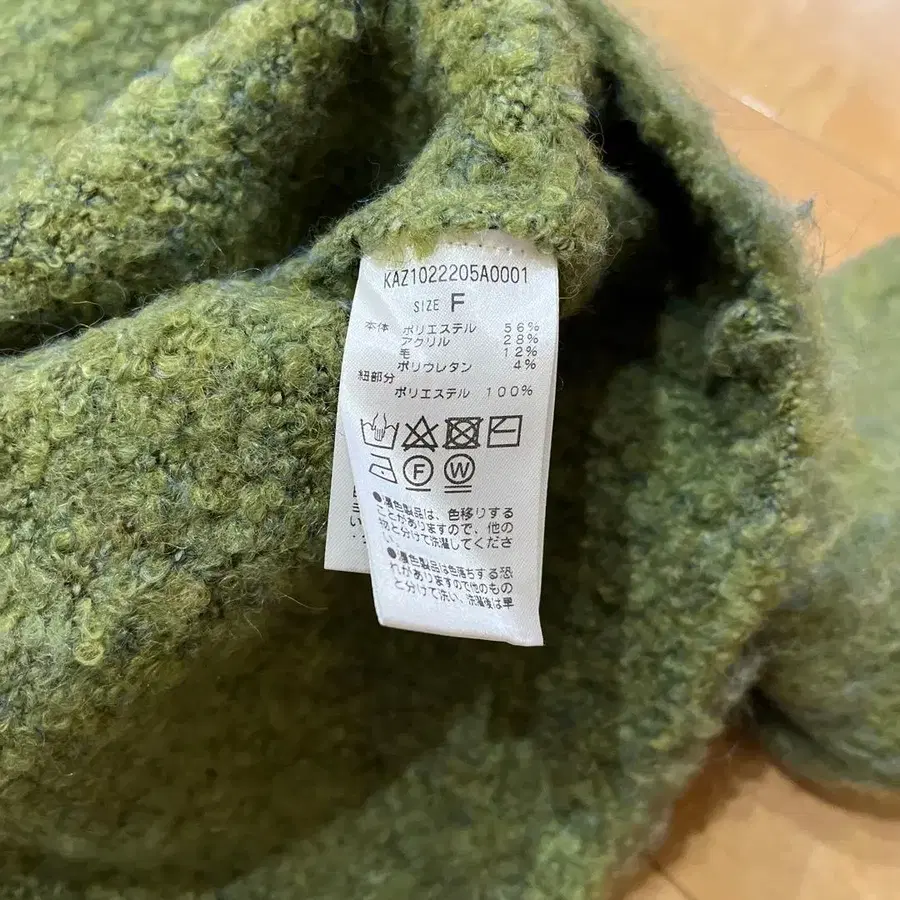 KAZ1022205A0001
SIZE F
本体 ポリエステル 56%
アクリル 28%
毛 12%
ポリウレタン 4%
紐部分
ポリエステル 100%
F W
●濃色製品は、色移りする
ことがありますので、他の
物と分けて洗濯してくださ
い。
●濃色製品は色落ちする恐
れがありますので他のもの
と分けて洗い、洗濯後は早